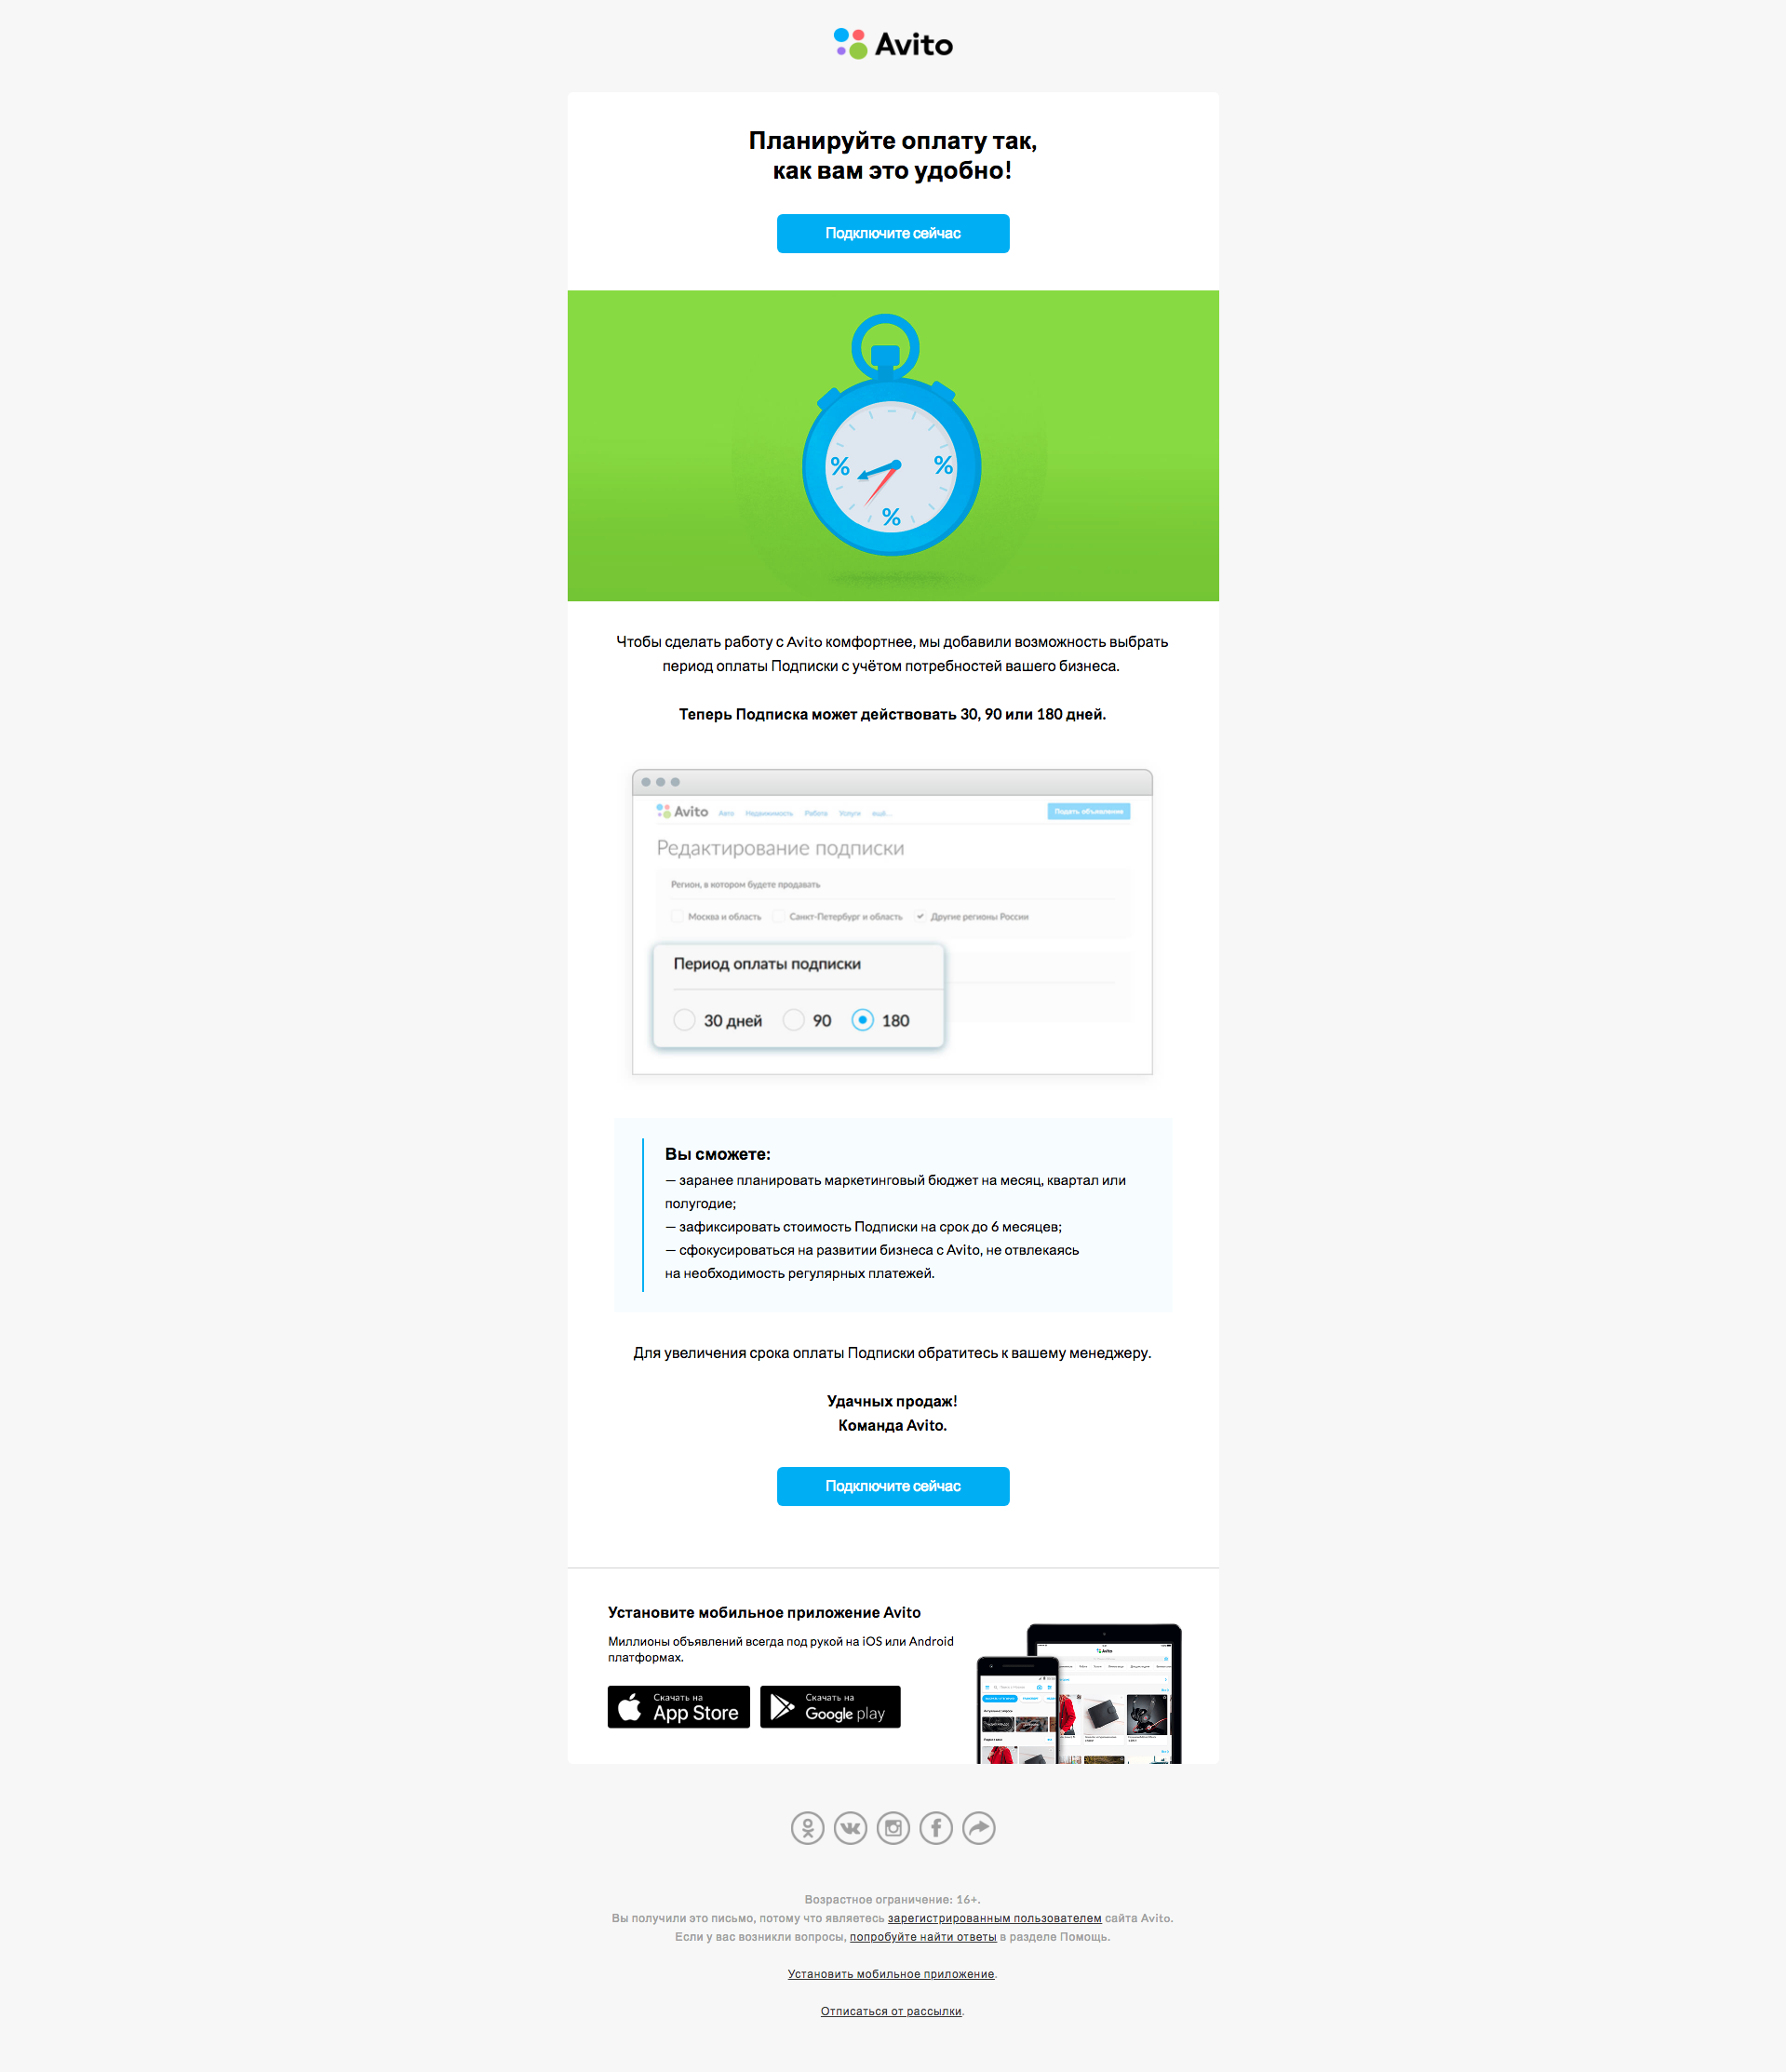 Avito
Планируйте оплату так,
как вам это удобно!
Подключите сейчас
%
%
%
Чтобы сделать работу с Avito комфортнее, мы добавили возможность выбрать
период оплаты Подписки с учётом потребностей вашего бизнеса.
Теперь Подписка может действовать 30, 90 или 180 дней.
Avito Авто Недвижимость Работа Услуги ещё... Подать объявление
Редактирование подписки
Регион, в котором будете продавать
Москва и область Санкт-Петербург и область Другие регионы России
Период оплаты подписки
30 дней 90 180
Вы сможете:
— заранее планировать маркетинговый бюджет на месяц, квартал или
полугодие;
— зафиксировать стоимость Подписки на срок до 6 месяцев;
— сфокусироваться на развитии бизнеса с Avito, не отвлекаясь
на необходимость регулярных платежей.
Для увеличения срока оплаты Подписки обратитесь к вашему менеджеру.
Удачных продаж!
Команда Avito.
Подключите сейчас
Установите мобильное приложение Avito
Миллионы объявлений всегда под рукой на iOS или Android
платформах.
Скачать на
App Store
Скачать на
Google play
Avito
Возрастное ограничение: 16+.
Вы получили это письмо, потому что являетесь зарегистрированным пользователем сайта Avito.
Если у вас возникли вопросы, попробуйте найти ответы в разделе Помощь.
Установить мобильное приложение.
Отписаться от рассылки.